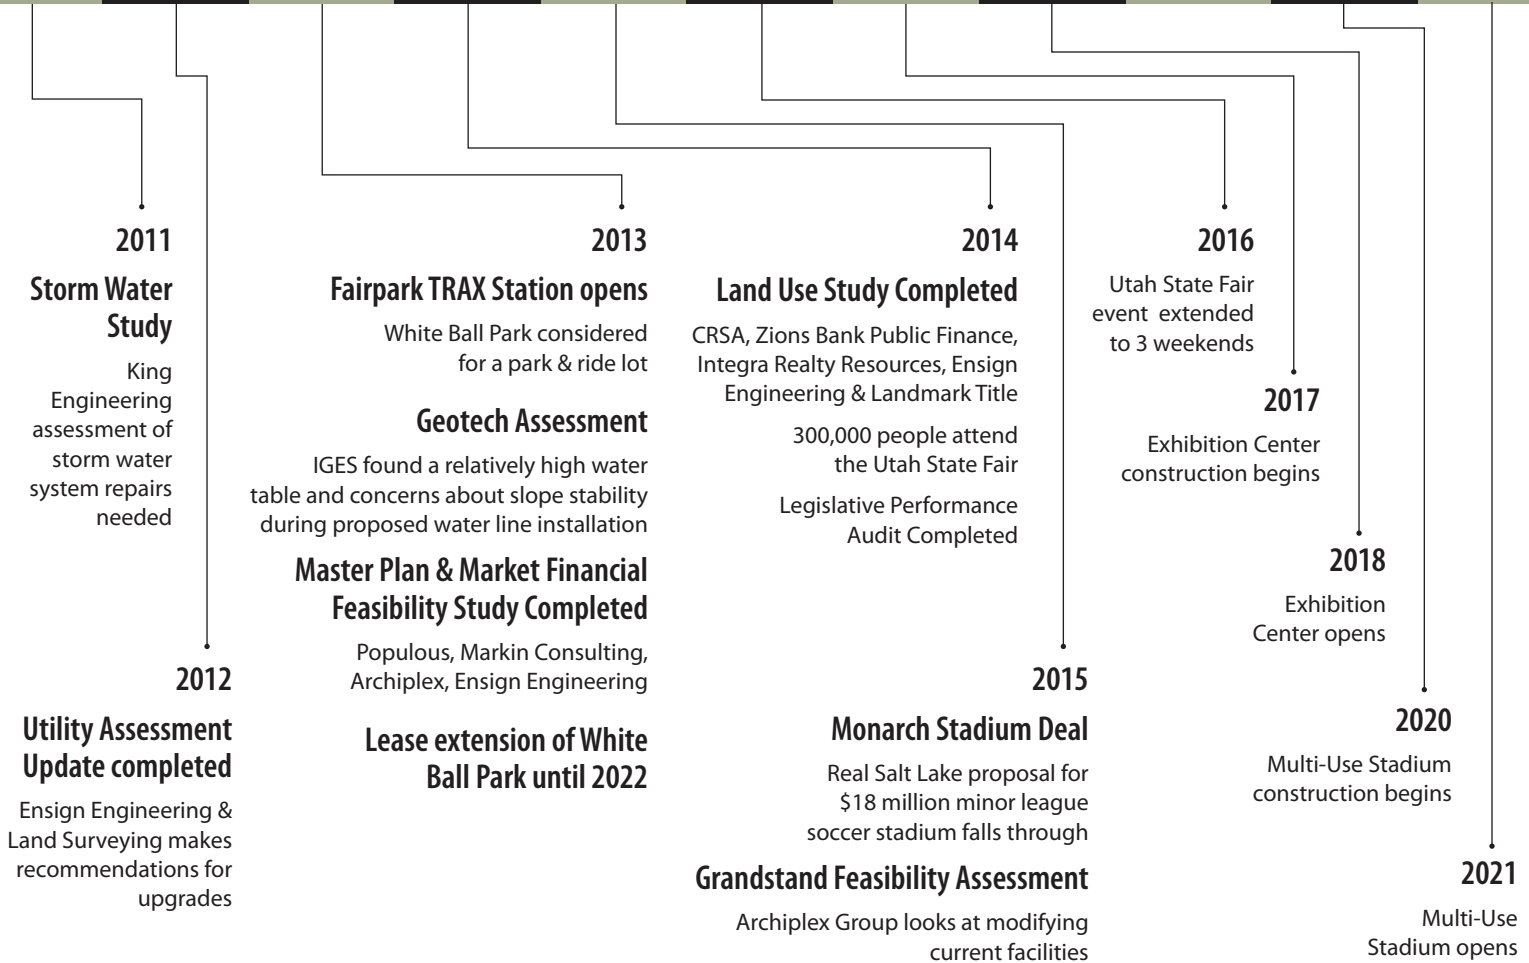 2011
Storm Water
Study
King
Engineering
assessment of
storm water
system repairs
needed
2012
Utility Assessment
Update completed
Ensign Engineering &
Land Surveying makes
recommendations for
upgrades
2013
Fairpark TRAX Station opens
White Ball Park considered
for a park & ride lot
Geotech Assessment
IGES found a relatively high water
table and concerns about slope stability
during proposed water line installation
Master Plan & Market Financial
Feasibility Study Completed
Populous, Markin Consulting,
Archiplex, Ensign Engineering
Lease extension of White
Ball Park until 2022
2014
Land Use Study Completed
CRSA, Zions Bank Public Finance,
Integra Realty Resources, Ensign
Engineering & Landmark Title
300,000 people attend
the Utah State Fair
Legislative Performance
Audit Completed
2015
Monarch Stadium Deal
Real Salt Lake proposal for
$18 million minor league
soccer stadium falls through
Grandstand Feasibility Assessment
Archiplex Group looks at modifying
current facilities
2016
Utah State Fair
event extended
to 3 weekends
2017
Exhibition Center
construction begins
2018
Exhibition
Center opens
2020
Multi-Use Stadium
construction begins
2021
Multi-Use
Stadium opens